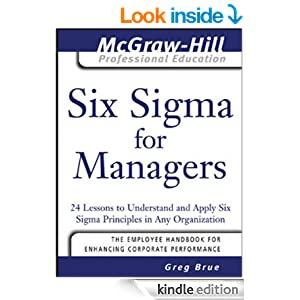 Look inside
McGraw-Hill
Professional Education
Six Sigma
for
Managers
24 Lessons to Understand and Apply Six
Sigma Principles in Any Organization
THE EMPLOYEE HANDBOOK FOR
ENHANCING CORPORATE PERFORMANCE
Greg Brue
kindle edition